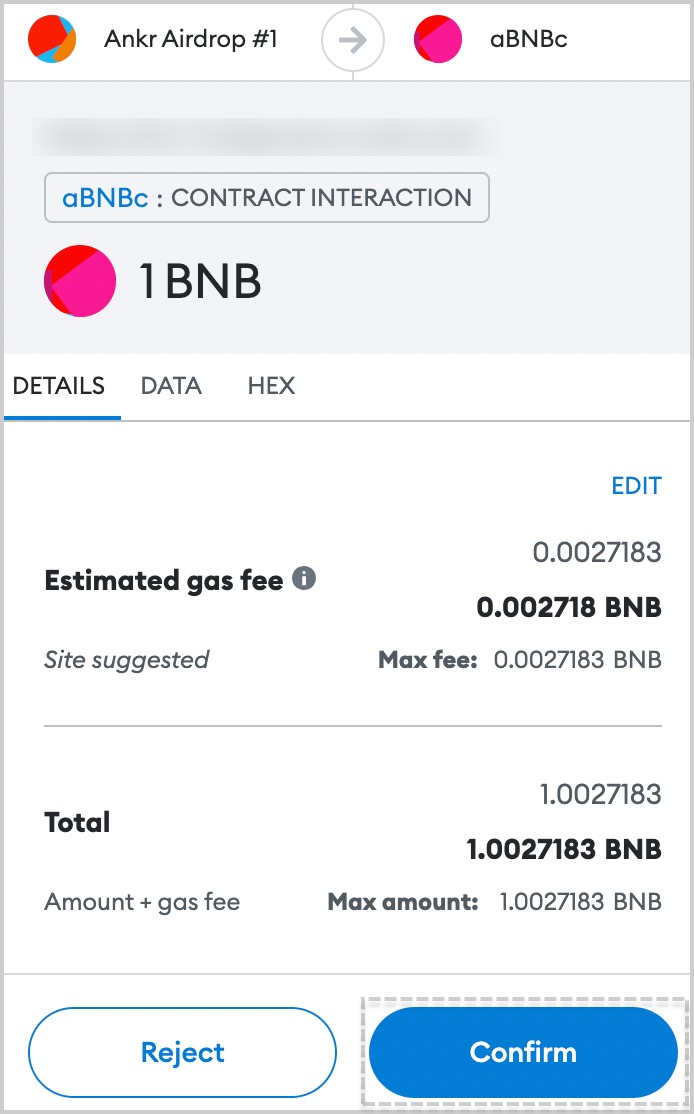 Ankr Airdrop #1
aBNBc
aBNBc : CONTRACT INTERACTION
1 BNB
DETAILS DATA HEX
EDIT
0.0027183
Estimated gas fee
0.002718 BNB
Site suggested Max fee: 0.0027183 BNB
1.0027183
Total
1.0027183 BNB
Amount + gas fee Max amount: 1.0027183 BNB
Reject Confirm